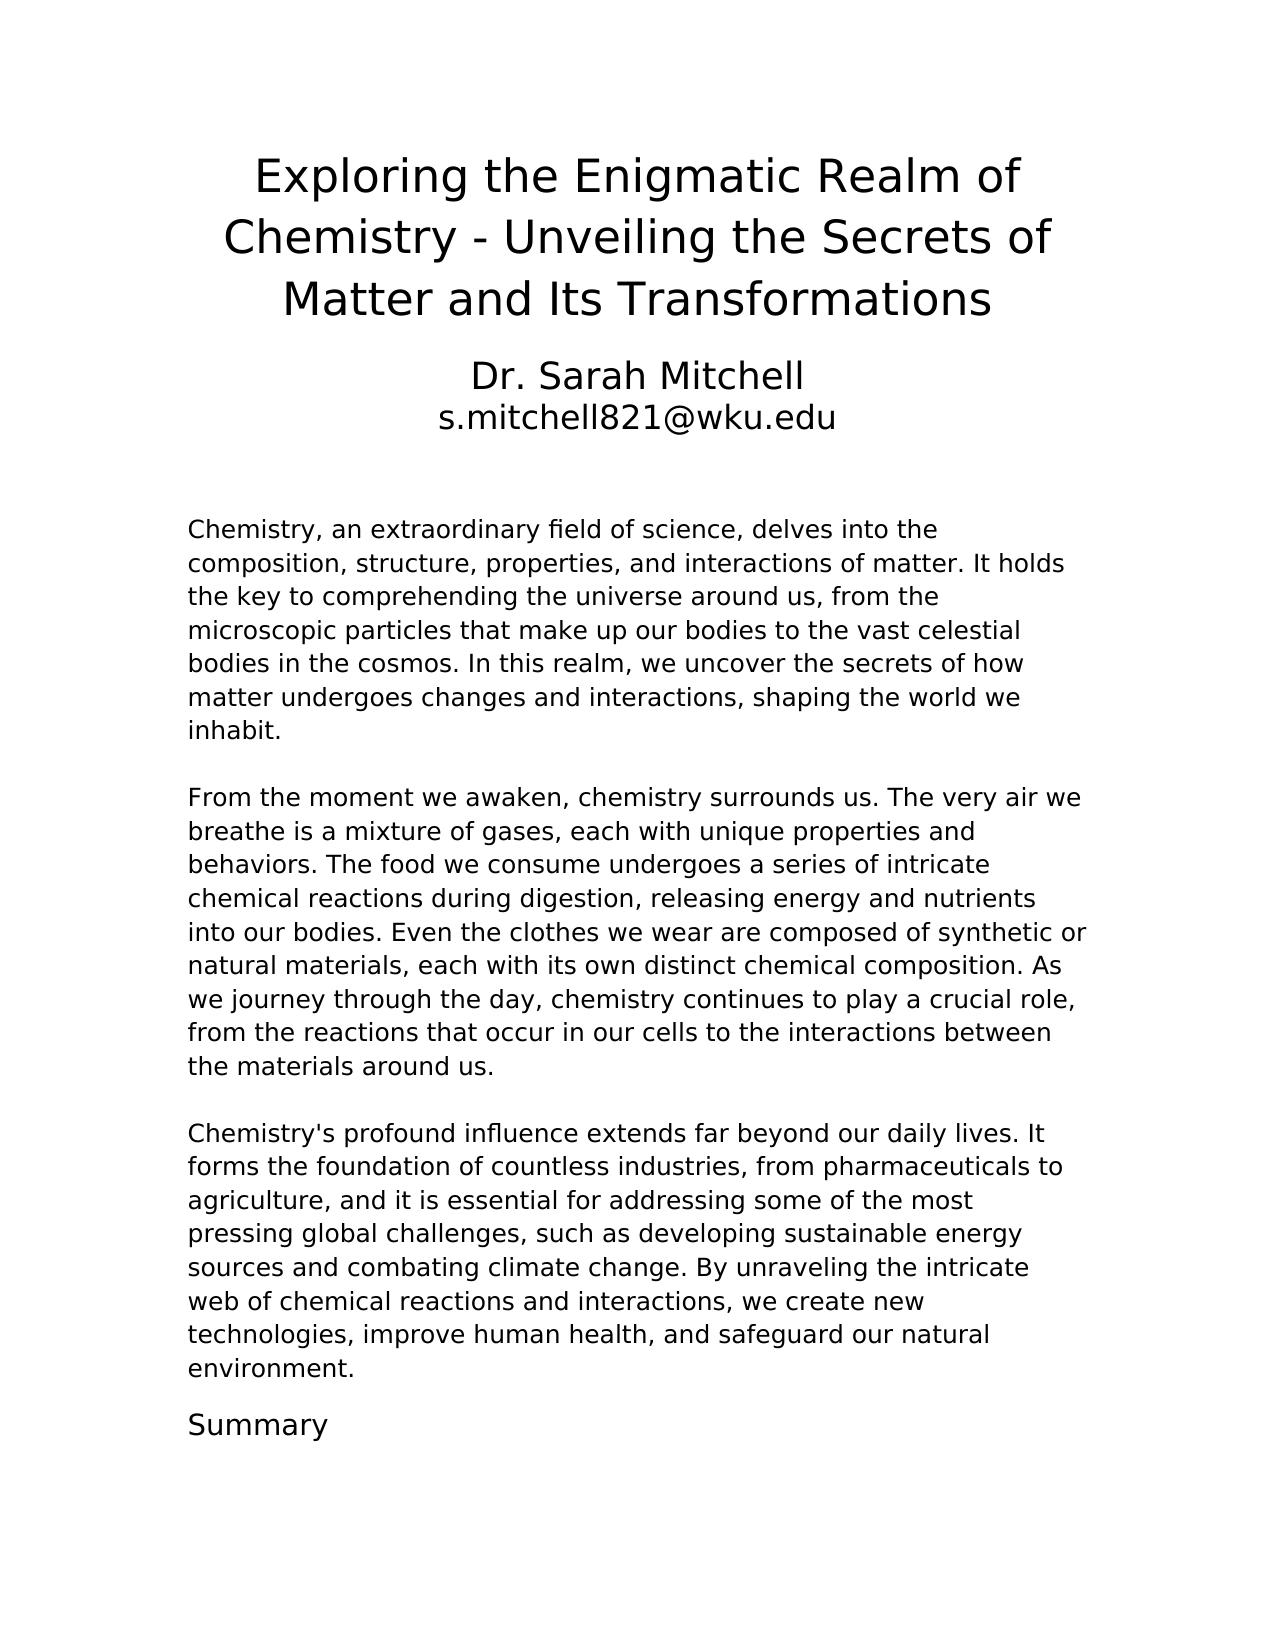 Exploring the Enigmatic Realm of
Chemistry - Unveiling the Secrets of
Matter and Its Transformations
Dr. Sarah Mitchell
s.mitchell821@wku.edu
Chemistry, an extraordinary field of science, delves into the
composition, structure, properties, and interactions of matter. It holds
the key to comprehending the universe around us, from the
microscopic particles that make up our bodies to the vast celestial
bodies in the cosmos. In this realm, we uncover the secrets of how
matter undergoes changes and interactions, shaping the world we
inhabit.
From the moment we awaken, chemistry surrounds us. The very air we
breathe is a mixture of gases, each with unique properties and
behaviors. The food we consume undergoes a series of intricate
chemical reactions during digestion, releasing energy and nutrients
into our bodies. Even the clothes we wear are composed of synthetic or
natural materials, each with its own distinct chemical composition. As
we journey through the day, chemistry continues to play a crucial role,
from the reactions that occur in our cells to the interactions between
the materials around us.
Chemistry's profound influence extends far beyond our daily lives. It
forms the foundation of countless industries, from pharmaceuticals to
agriculture, and it is essential for addressing some of the most
pressing global challenges, such as developing sustainable energy
sources and combating climate change. By unraveling the intricate
web of chemical reactions and interactions, we create new
technologies, improve human health, and safeguard our natural
environment.
Summary